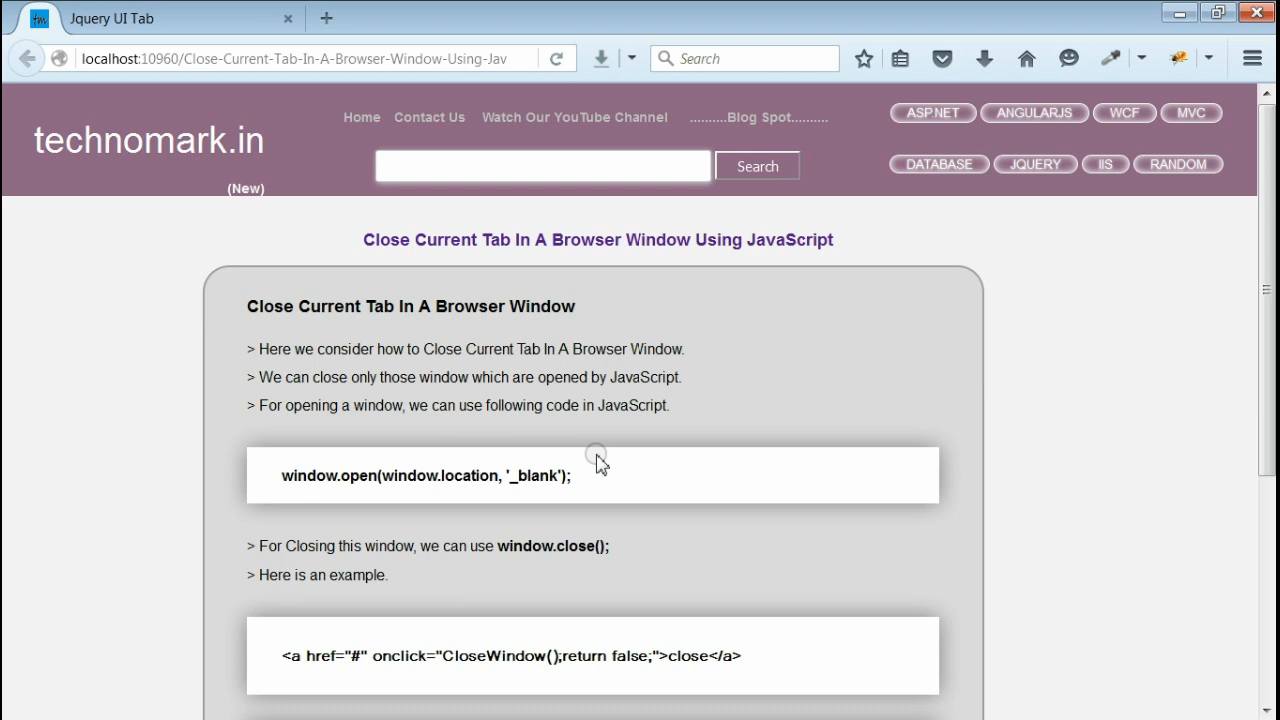 tm Jquery UI Tab
localhost:10960/Close-Current-Tab-In-A-Browser-Window-Using-Jav
Search
technomark.in
(New)
Home Contact Us Watch Our YouTube Channel ..........Blog Spot..........
Search
ASP.NET ANGULARJS WCF MVC
DATABASE JQUERY IIS RANDOM
Close Current Tab In A Browser Window Using JavaScript
Close Current Tab In A Browser Window
> Here we consider how to Close Current Tab In A Browser Window.
> We can close only those window which are opened by JavaScript.
> For opening a window, we can use following code in JavaScript.
window.open(window.location, '_blank');
> For Closing this window, we can use window.close();
> Here is an example.
<a href="#" onclick="CloseWindow();return false;">close</a>